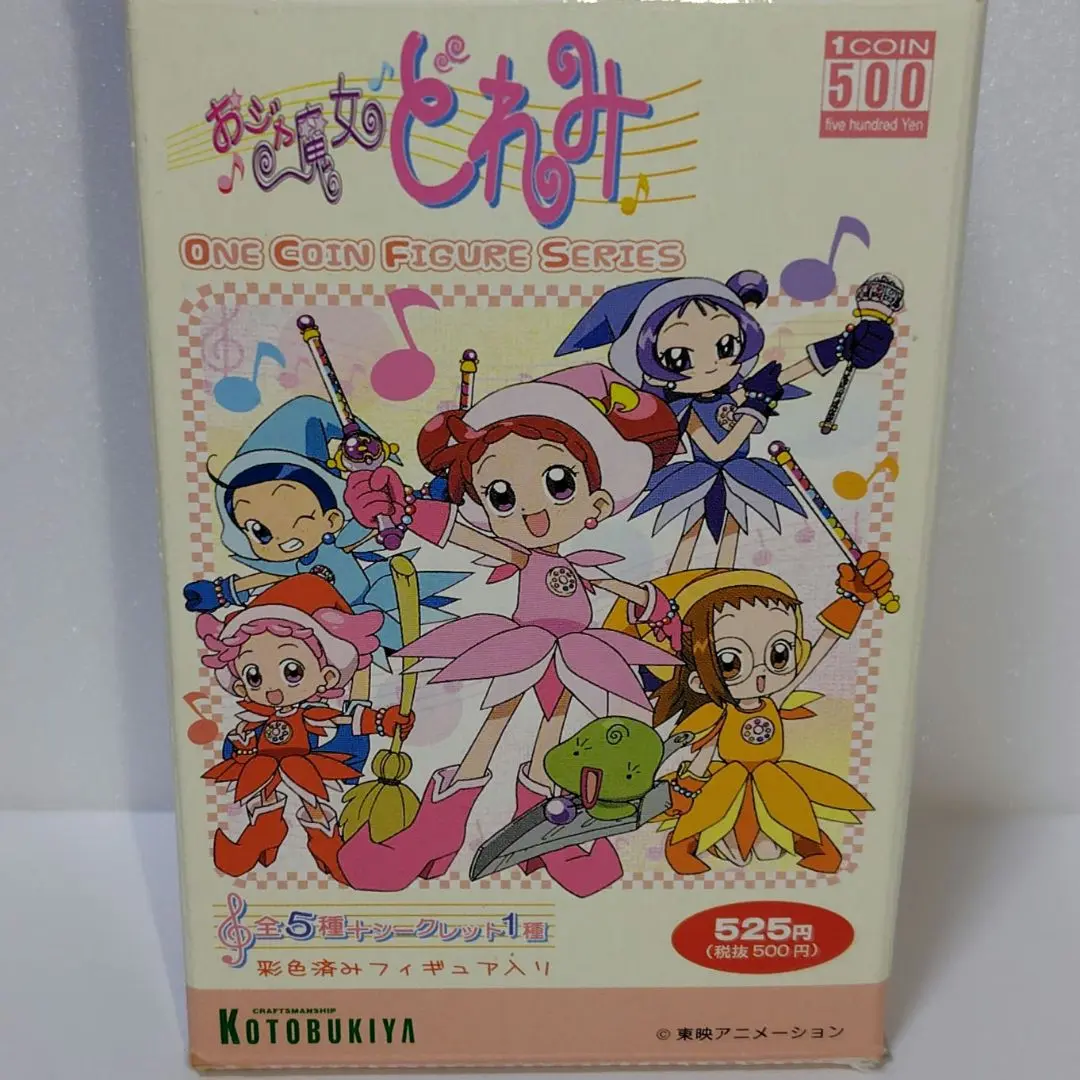 おジャ魔女
どれみ
1COIN
500
five hundred Yen
ONE COIN FIGURE SERIES
全5種+シークレット1種
彩色済みフィギュア入り
525円
(税抜500円)
CRAFTSMANSHIP
KOTOBUKIYA
©東映アニメーション